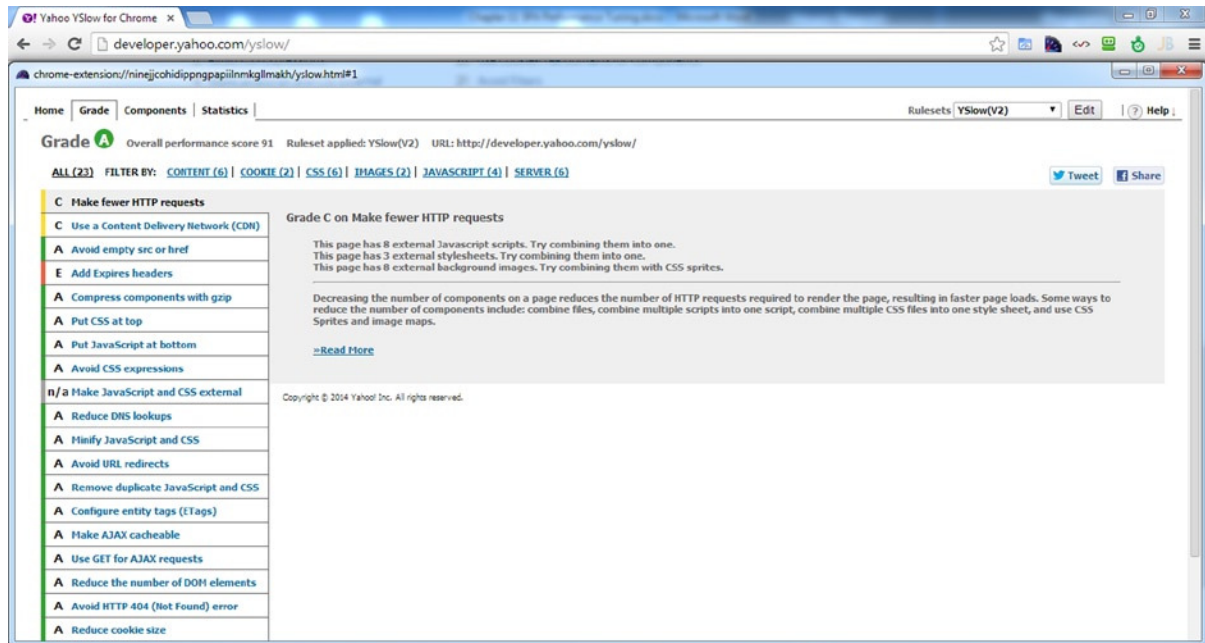 Yahoo YSlow for Chrome
developer.yahoo.com/yslow/
chrome-extension://ninejjcohidippngpapiilnmkgllmakh/yslow.html#1
Home Grade Components Statistics Rulesets YSlow(V2) Edit Help
Grade A Overall performance score 91 Ruleset applied: YSlow(V2) URL: http://developer.yahoo.com/yslow/
ALL (23) FILTER BY: CONTENT (6) | COOKIE (2) | CSS (6) | IMAGES (2) | JAVASCRIPT (4) | SERVER (6) Tweet Share
C Make fewer HTTP requests
C Use a Content Delivery Network (CDN)
A Avoid empty src or href
E Add Expires headers
A Compress components with gzip
A Put CSS at top
A Put JavaScript at bottom
A Avoid CSS expressions
n/a Make JavaScript and CSS external
A Reduce DNS lookups
A Minify JavaScript and CSS
A Avoid URL redirects
A Remove duplicate JavaScript and CSS
A Configure entity tags (ETags)
A Make AJAX cacheable
A Use GET for AJAX requests
A Reduce the number of DOM elements
A Avoid HTTP 404 (Not Found) error
A Reduce cookie size
Grade C on Make fewer HTTP requests
This page has 8 external Javascript scripts. Try combining them into one.
This page has 3 external stylesheets. Try combining them into one.
This page has 8 external background images. Try combining them with CSS sprites.
Decreasing the number of components on a page reduces the number of HTTP requests required to render the page, resulting in faster page loads. Some ways to
reduce the number of components include: combine files, combine multiple scripts into one script, combine multiple CSS files into one style sheet, and use CSS
Sprites and image maps.
»Read More
Copyright © 2014 Yahoo! Inc. All rights reserved.